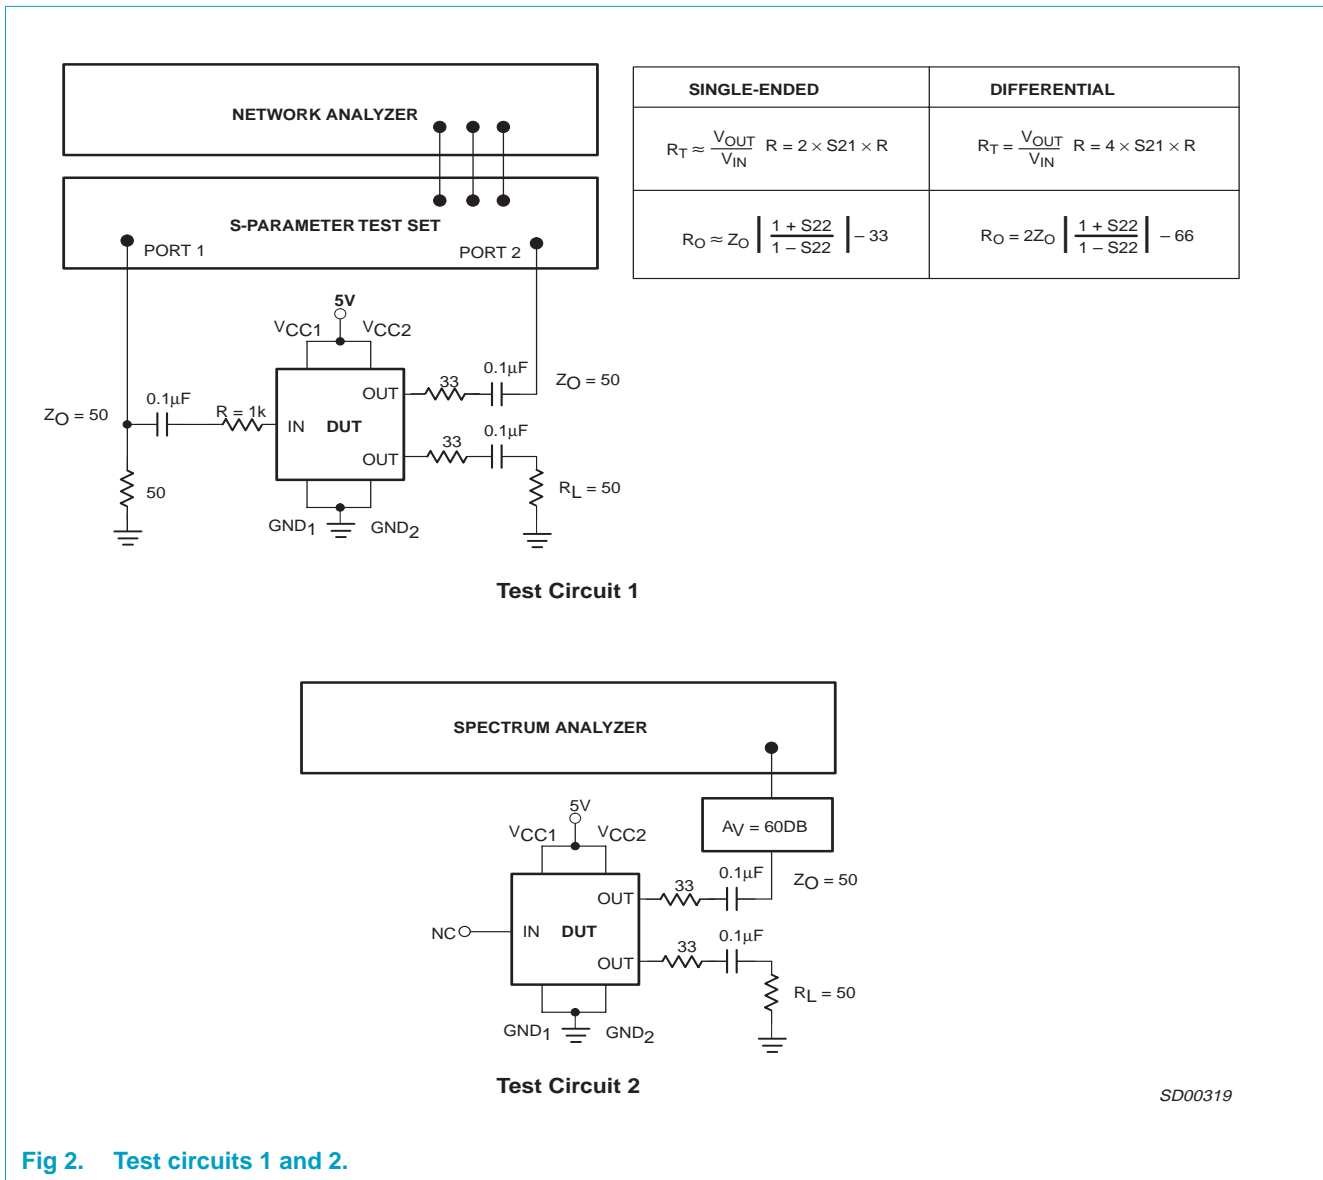 NETWORK ANALYZER
S-PARAMETER TEST SET
PORT 1
PORT 2
SINGLE-ENDED
DIFFERENTIAL
RT ≈ VOUT/VIN R = 2 × S21 × R
RT = VOUT/VIN R = 4 × S21 × R
RO ≈ ZO | 1 + S22 / 1 – S22 | – 33
RO = 2ZO | 1 + S22 / 1 – S22 | – 66
5V
VCC1
VCC2
ZO = 50
0.1µF
R = 1k
50
IN
DUT
OUT
OUT
33
0.1µF
ZO = 50
33
0.1µF
RL = 50
GND1
GND2
Test Circuit 1
SPECTRUM ANALYZER
AV = 60DB
5V
VCC1
VCC2
NC
IN
DUT
OUT
OUT
33
0.1µF
ZO = 50
33
0.1µF
RL = 50
GND1
GND2
Test Circuit 2
SD00319
Fig 2. Test circuits 1 and 2.